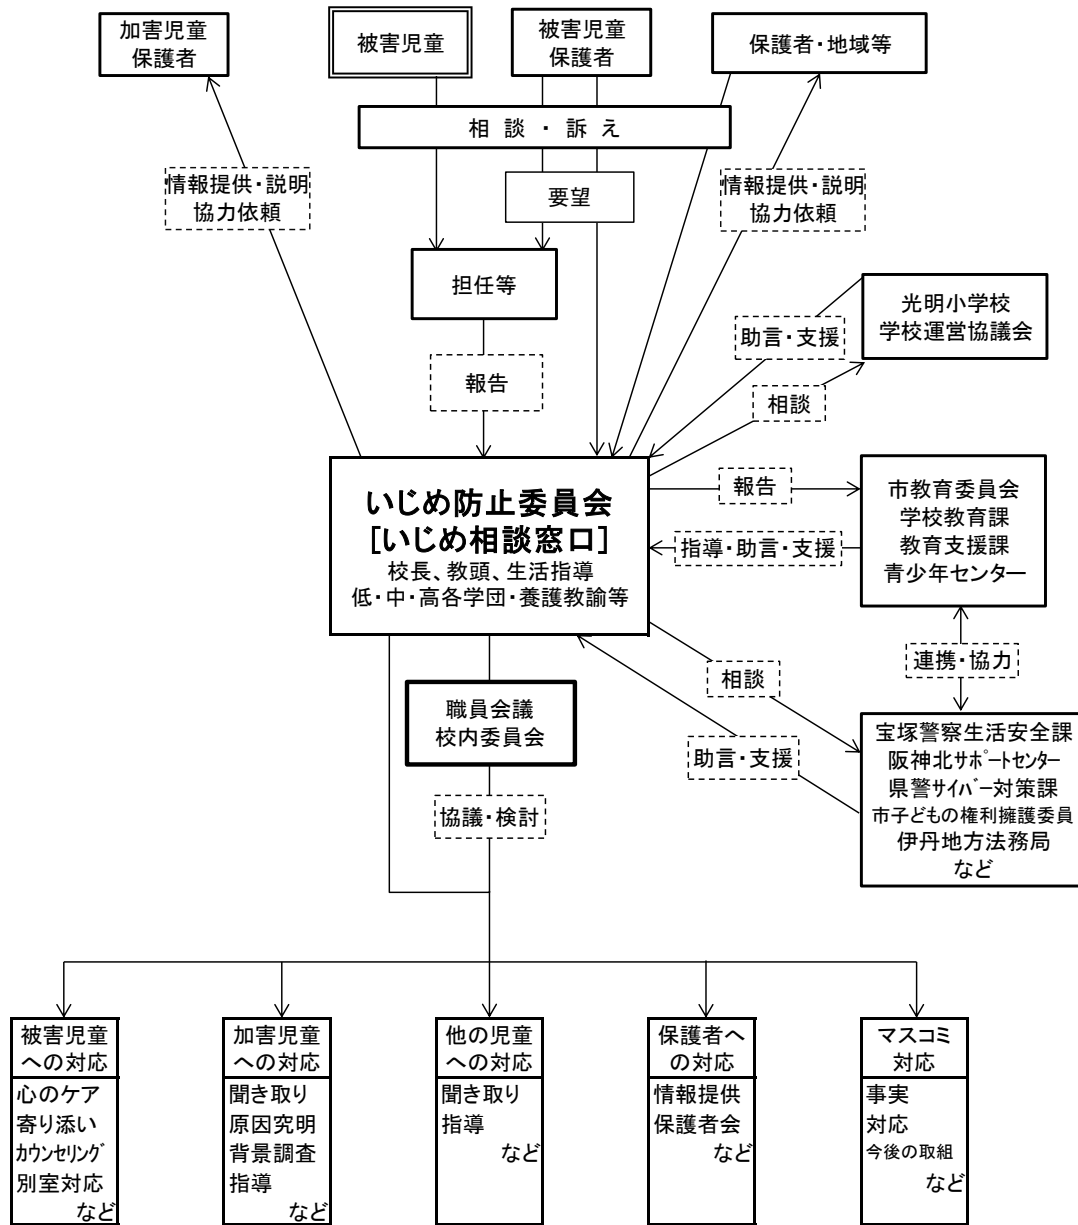 加害児童
保護者
被害児童
被害児童
保護者
保護者・地域等
相 談 ・ 訴 え
情報提供・説明
協力依頼
要望
情報提供・説明
協力依頼
担任等
光明小学校
学校運営協議会
助言・支援
報告
相談
いじめ防止委員会
[いじめ相談窓口]
校長、教頭、生活指導
低・中・高各学団・養護教諭等
報告
指導・助言・支援
市教育委員会
学校教育課
教育支援課
青少年センター
連携・協力
相談
職員会議
校内委員会
助言・支援
宝塚警察生活安全課
阪神北ｻﾎﾟｰﾄｾﾝﾀｰ
県警ｻｲﾊﾞｰ対策課
市子どもの権利擁護委員
伊丹地方法務局
など
協議・検討
被害児童
への対応
心のケア
寄り添い
ｶｳﾝｾﾘﾝｸﾞ
別室対応
など
加害児童
への対応
聞き取り
原因究明
背景調査
指導
など
他の児童
への対応
聞き取り
指導
など
保護者へ
の対応
情報提供
保護者会
など
マスコミ
対応
事実
対応
今後の取組
など